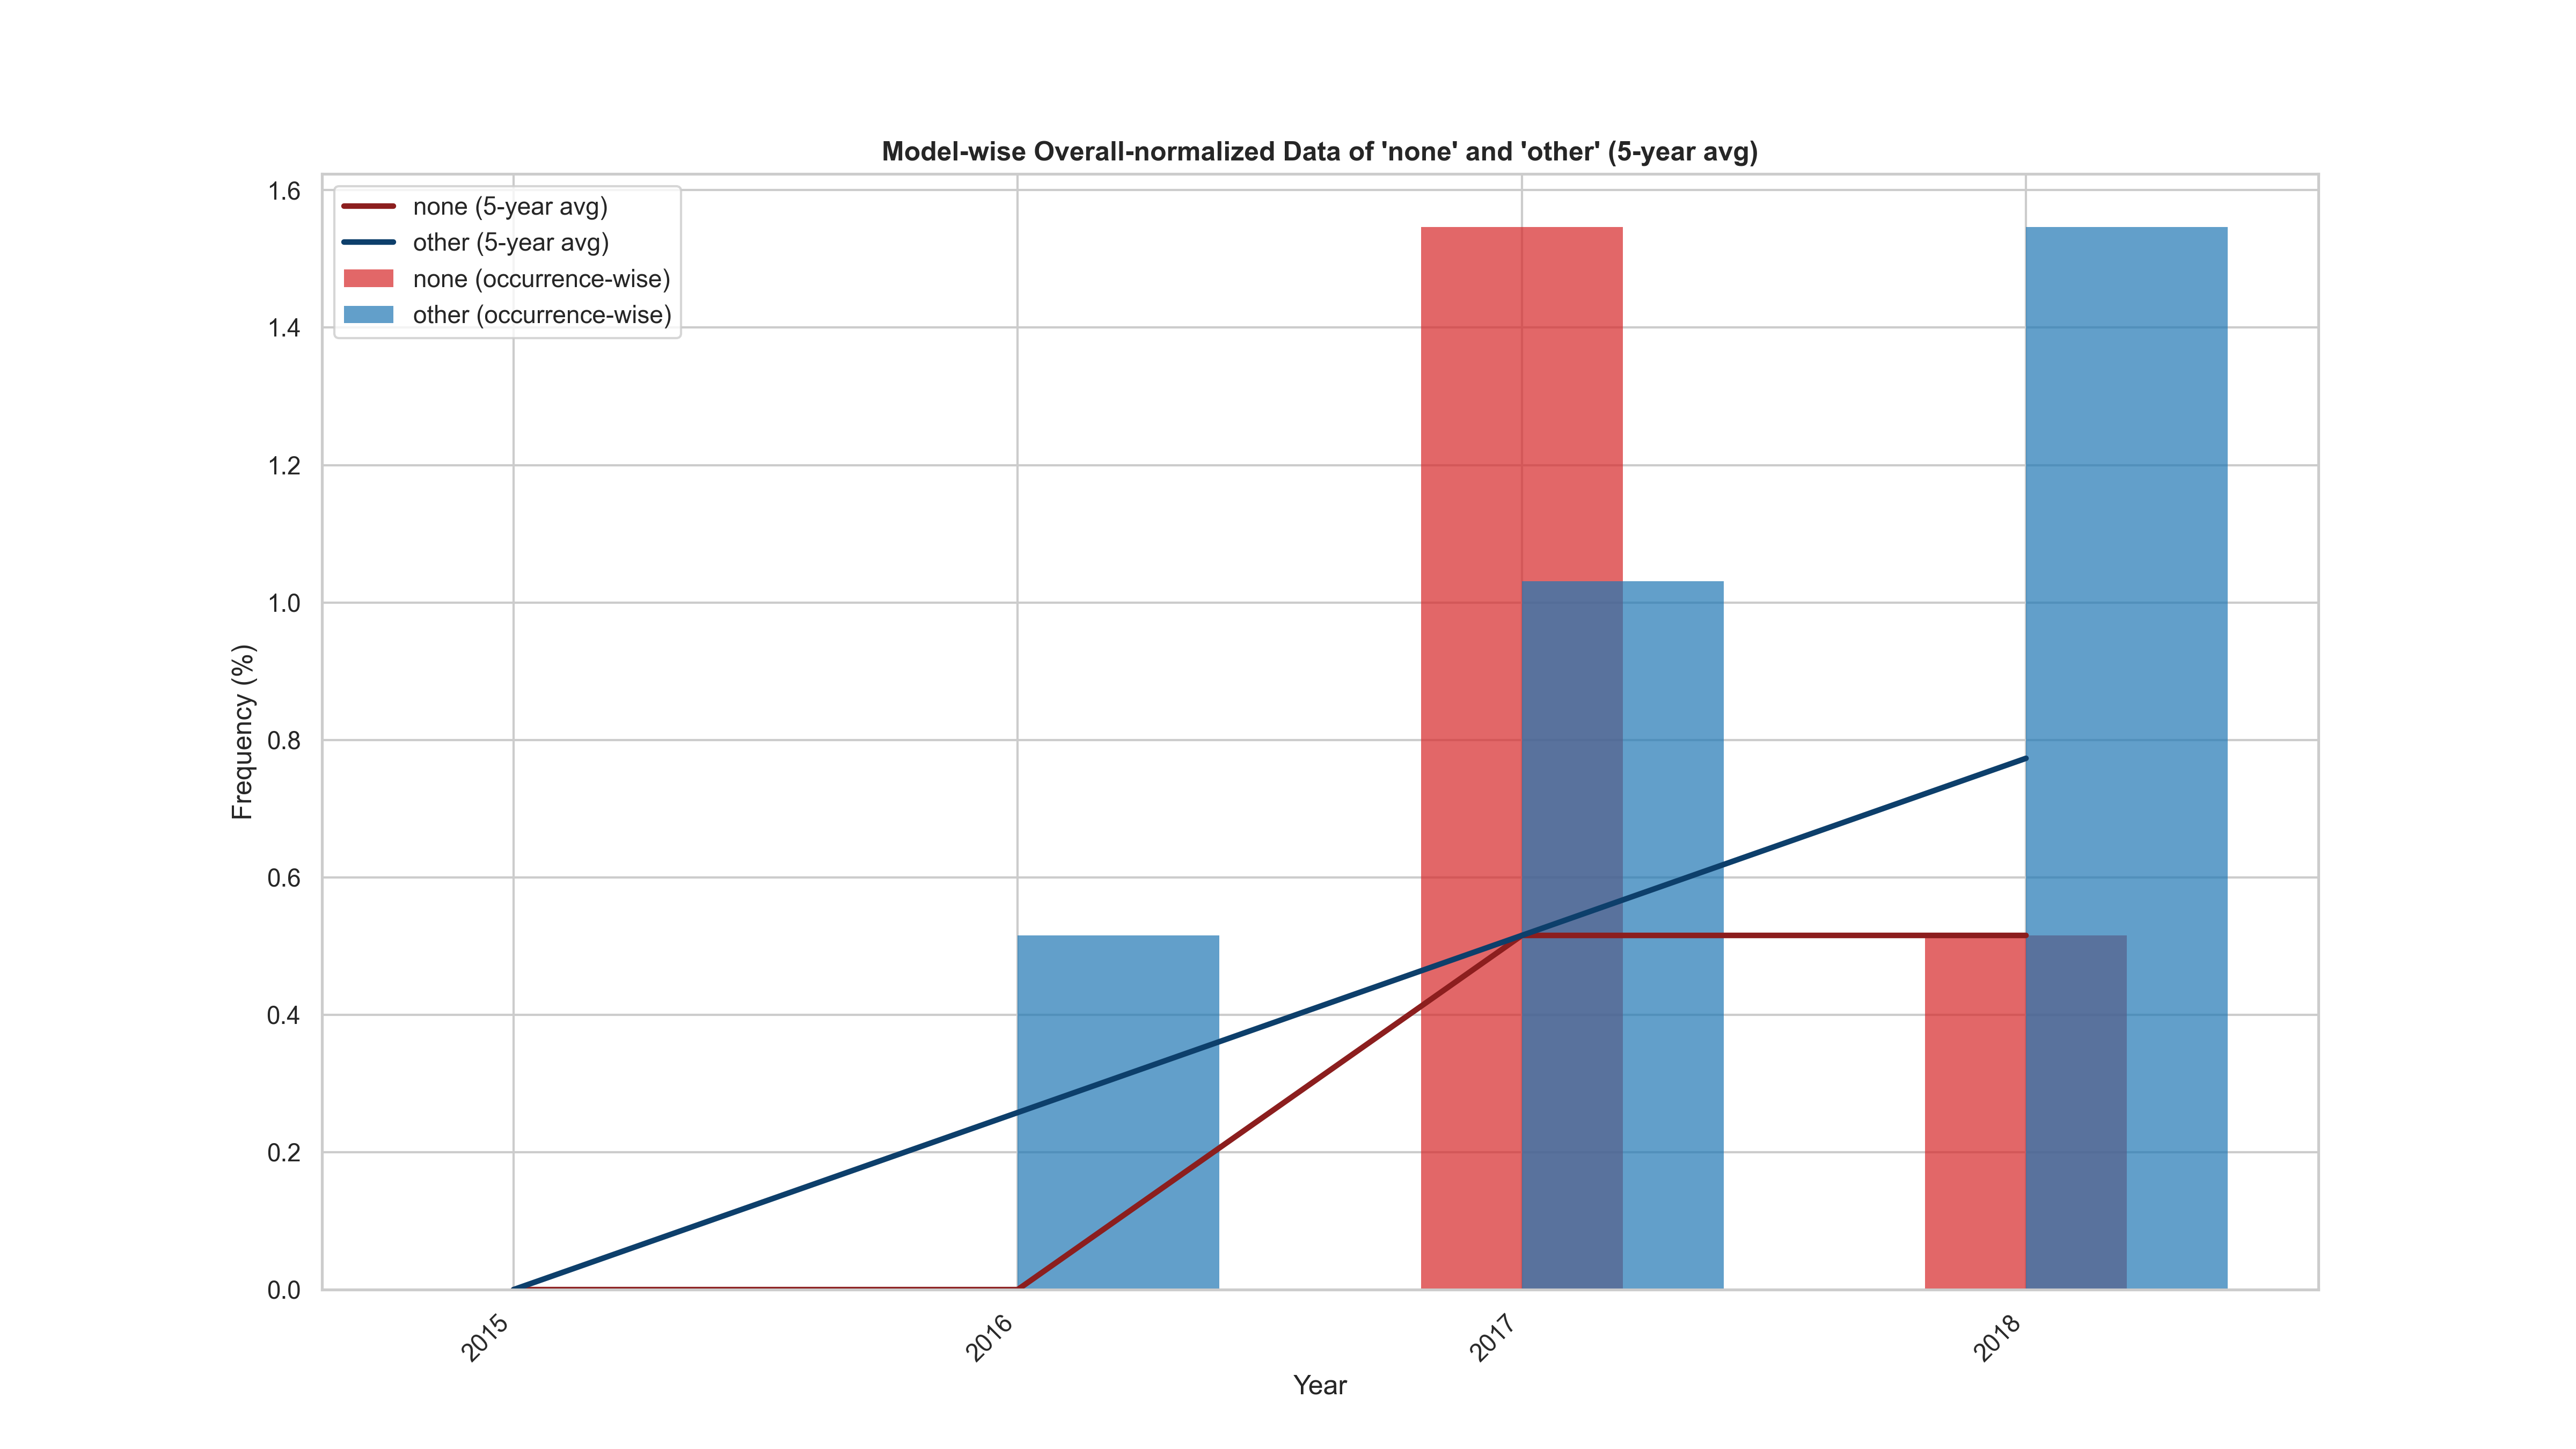 Model-wise Overall-normalized Data of 'none' and 'other' (5-year avg)
none (5-year avg)
other (5-year avg)
none (occurrence-wise)
other (occurrence-wise)
1.6
1.4
1.2
1.0
0.8
0.6
0.4
0.2
0.0
Frequency (%)
2015
2016
2017
2018
Year